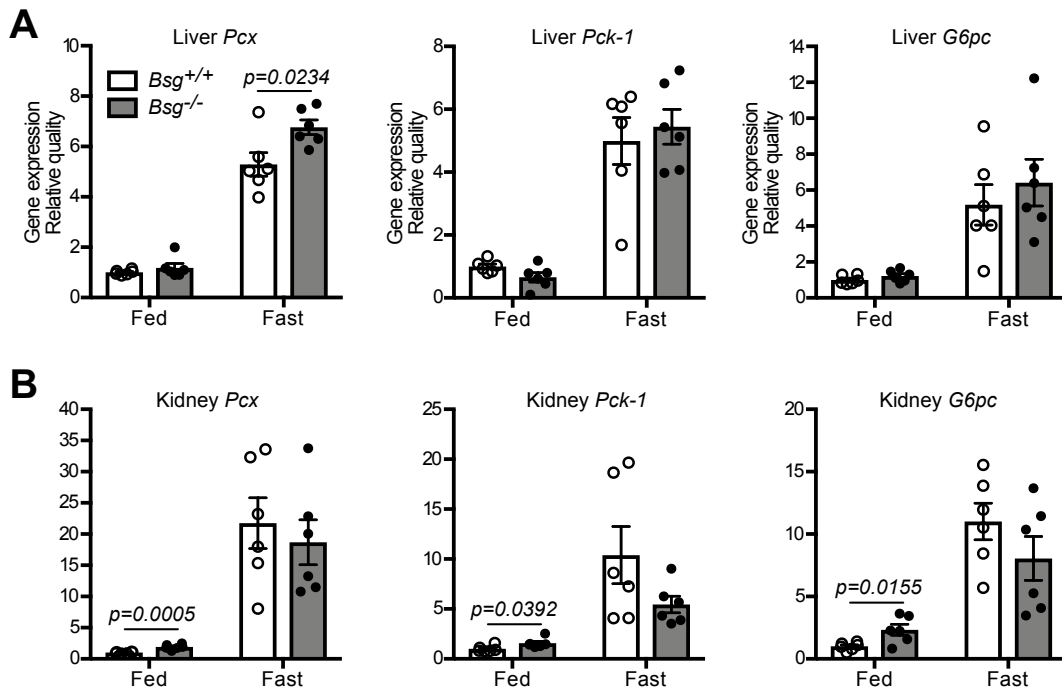 A
Liver Pcx
Liver Pck-1
Liver G6pc
Gene expression
Relative quality
10
8
6
4
2
0
Bsg+/+
Bsg-/-
p=0.0234
Fed
Fast
Gene expression
Relative quality
8
6
4
2
0
Fed
Fast
Gene expression
Relative quality
14
12
10
8
6
4
2
0
Fed
Fast
B
Kidney Pcx
Kidney Pck-1
Kidney G6pc
40
35
30
25
20
15
10
5
0
p=0.0005
Fed
Fast
25
20
15
10
5
0
p=0.0392
Fed
Fast
20
15
10
5
0
p=0.0155
Fed
Fast